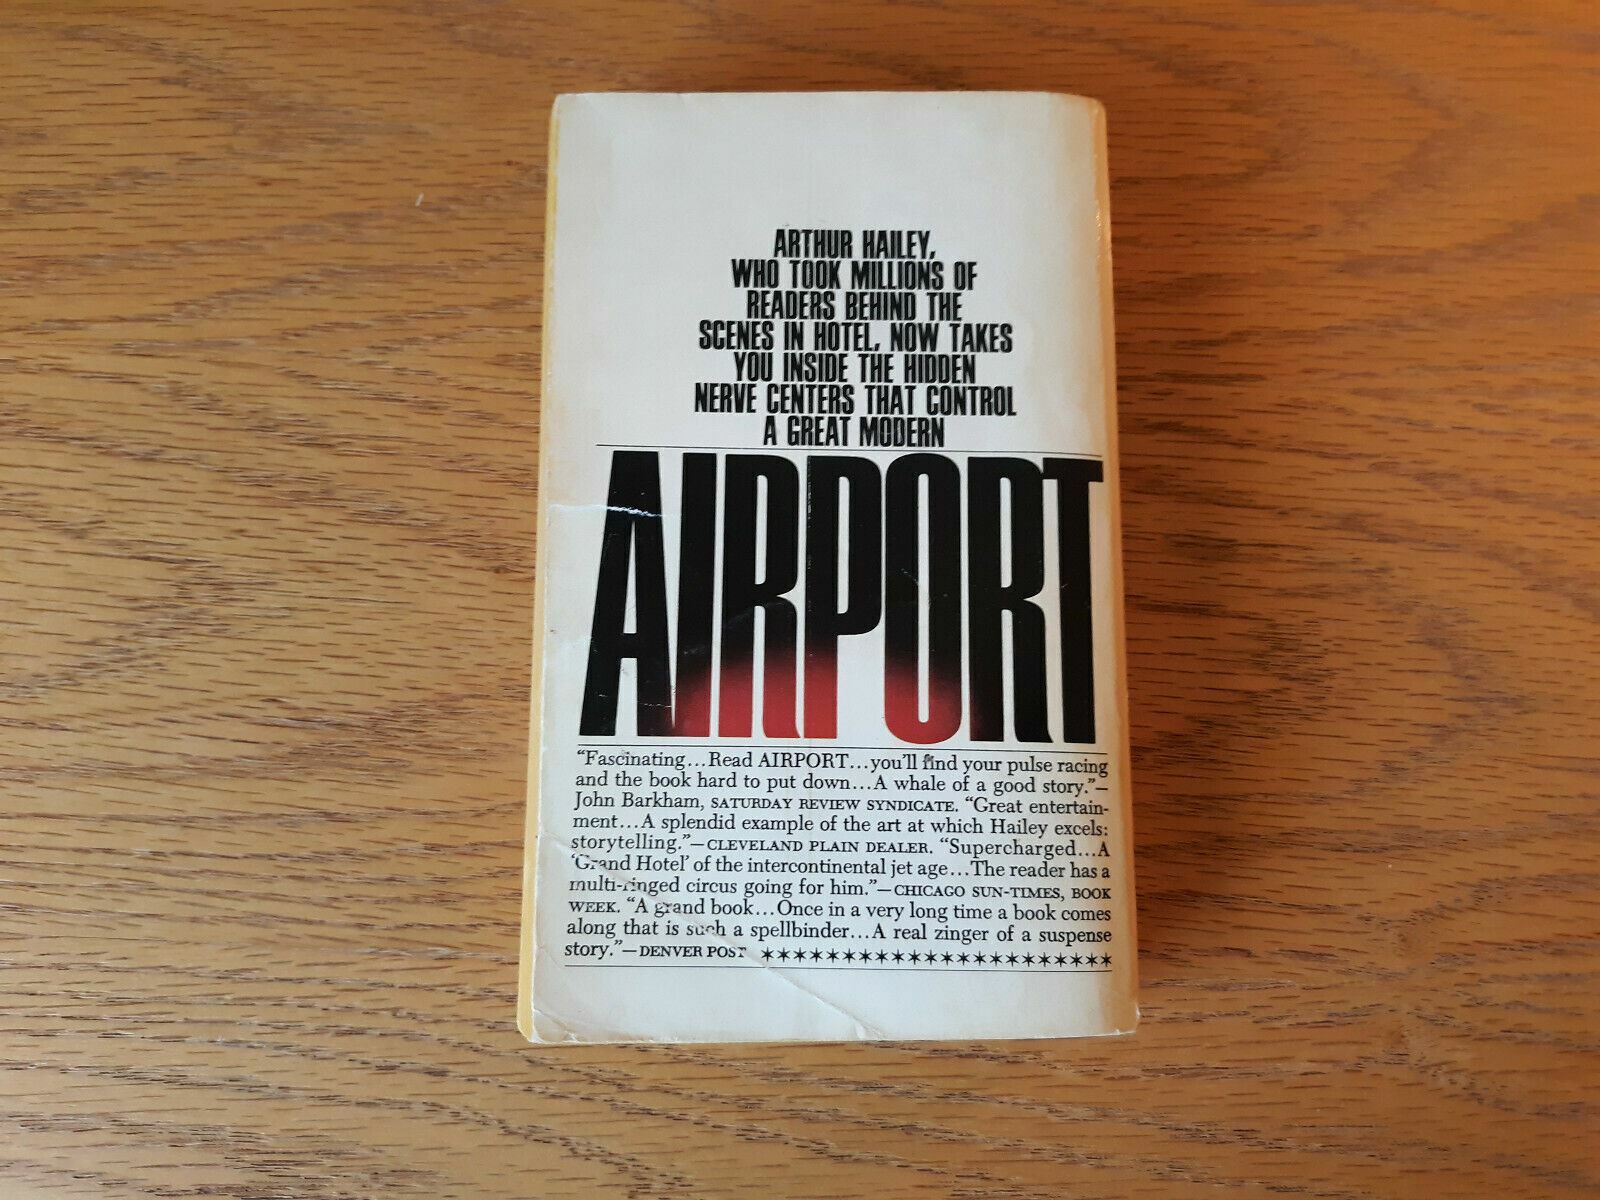 ARTHUR HAILEY,
WHO TOOK MILLIONS OF
READERS BEHIND THE
SCENES IN HOTEL, NOW TAKES
YOU INSIDE THE HIDDEN
NERVE CENTERS THAT CONTROL
A GREAT MODERN
AIRPORT
“Fascinating...Read AIRPORT...you'll find your pulse racing
and the book hard to put down...A whale of a good story.”—
John Barkham, SATURDAY REVIEW SYNDICATE. “Great entertain-
ment...A splendid example of the art at which Hailey excels:
storytelling.”—CLEVELAND PLAIN DEALER. “Supercharged...A
‘Grand Hotel’ of the intercontinental jet age...The reader has a
multi-ringed circus going for him.”—CHICAGO SUN-TIMES, BOOK
WEEK. “A grand book...Once in a very long time a book comes
along that is such a spellbinder...A real zinger of a suspense
story.”—DENVER POST ✶✶✶✶✶✶✶✶✶✶✶✶✶✶✶✶✶✶✶✶✶